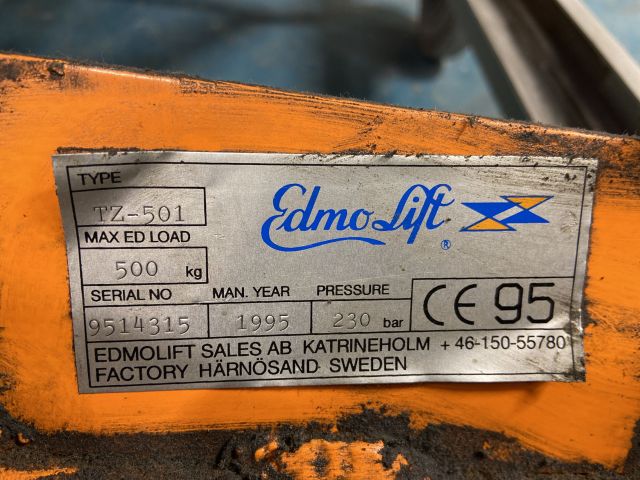 TYPE
TZ-501
Edmo Lift ®
MAX ED LOAD
500 kg
SERIAL NO MAN. YEAR PRESSURE
9514315 1995 230 bar
CE 95
EDMOLIFT SALES AB KATRINEHOLM + 46-150-55780
FACTORY HÄRNÖSAND SWEDEN